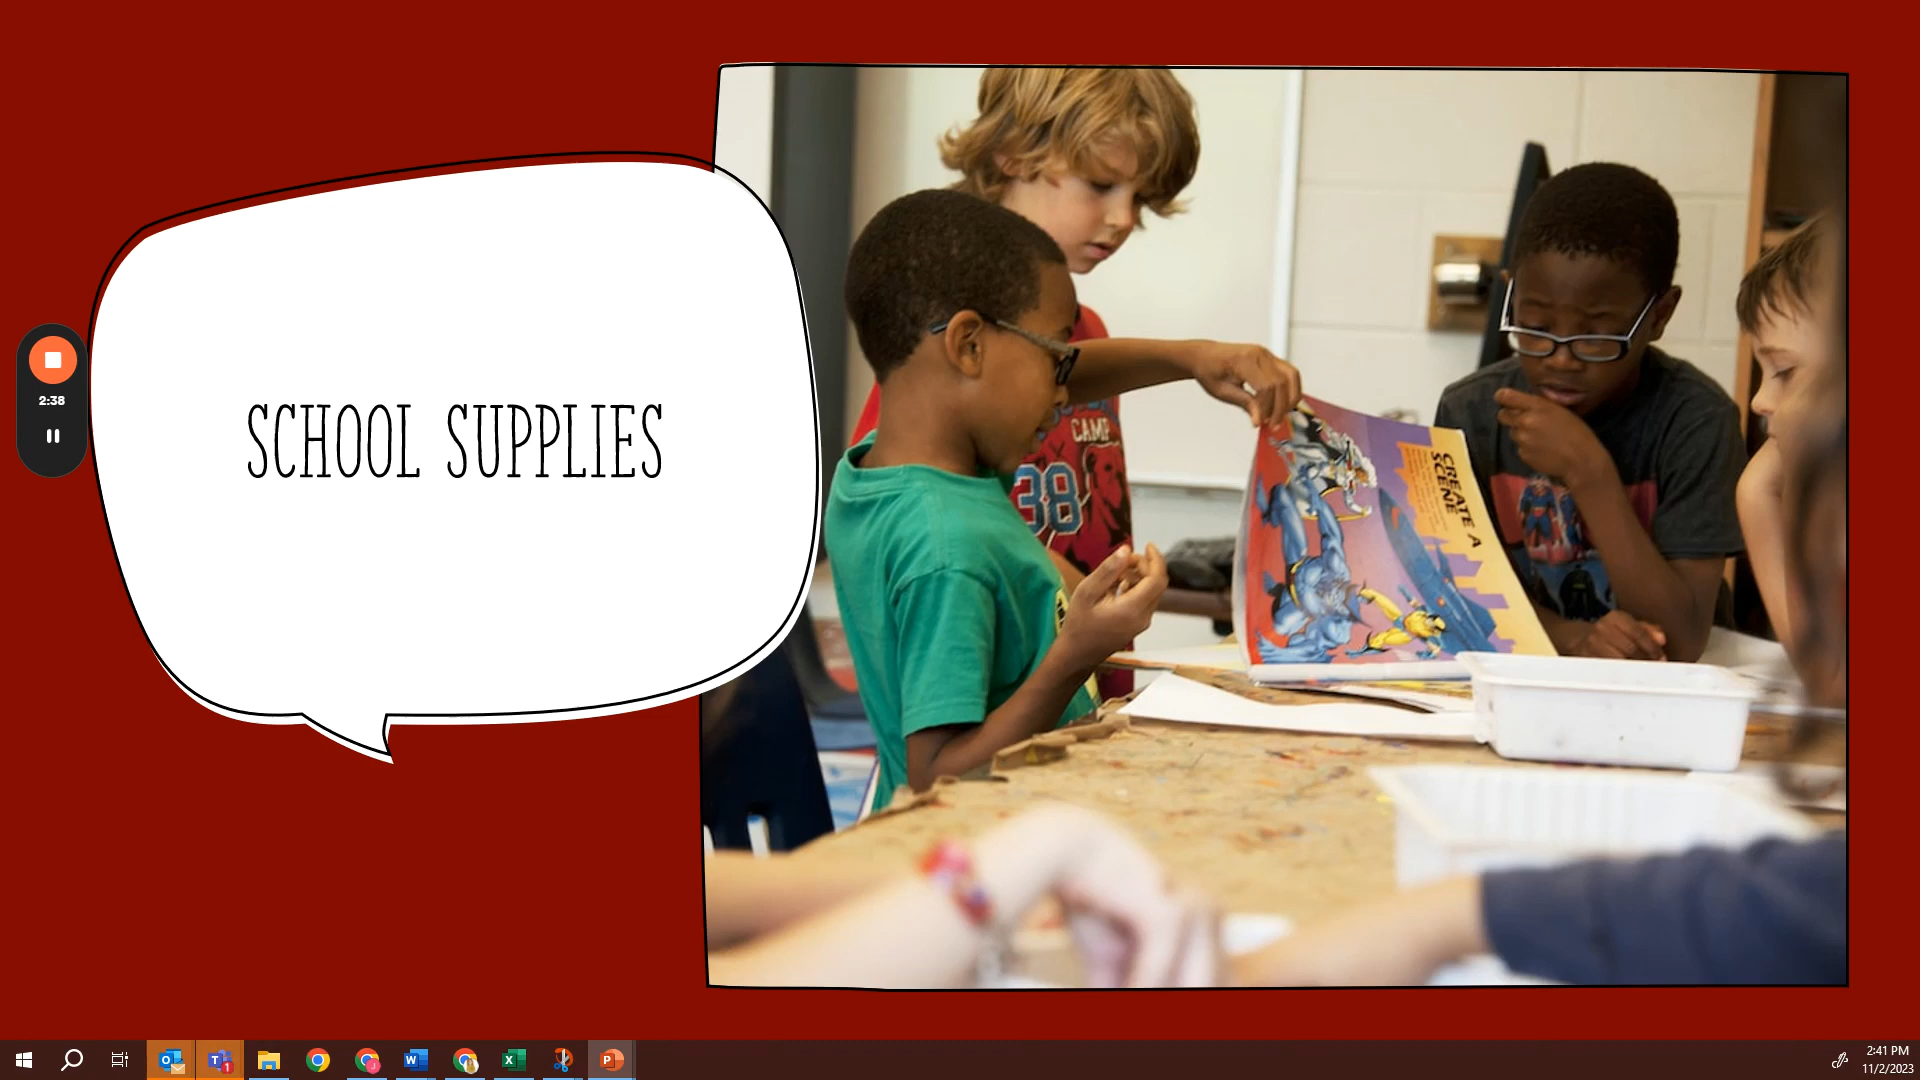 SCHOOL SUPPLIES
2:38
CAMP
38
CREATE A
SCENE
2:41 PM
11/2/2023